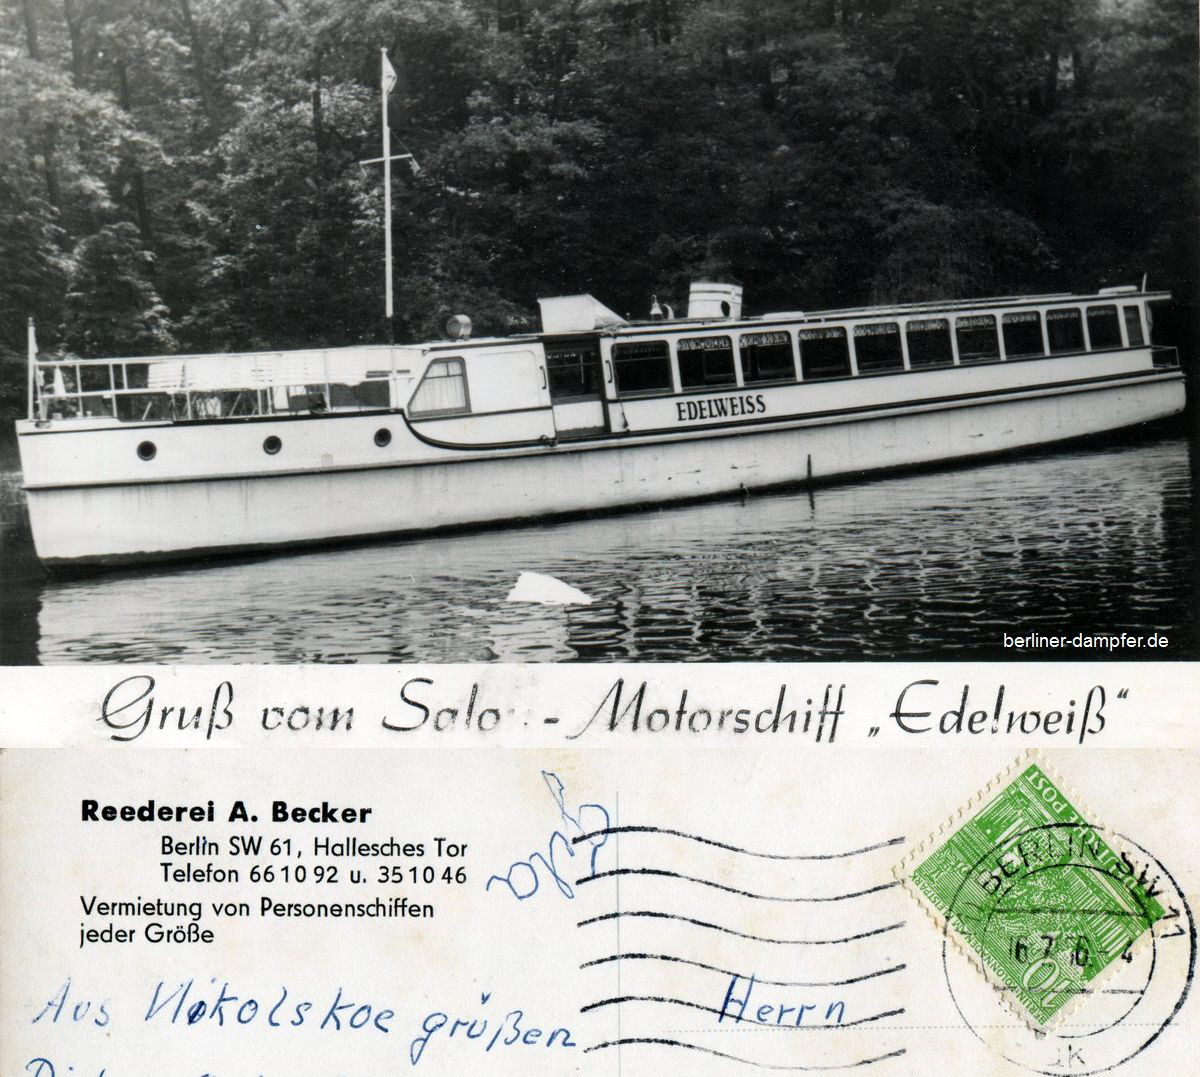 EDELWEISS
berliner-dampfer.de
Gruß vom Salo - Motorschiff „Edelweiß“
Reederei A. Becker
Berlin SW 61, Hallesches Tor
Telefon 66 10 92 u. 35 10 46
Vermietung von Personenschiffen
jeder Größe
BERLIN SW 11
10
Aus Nikolskoe grüßen
Herrn